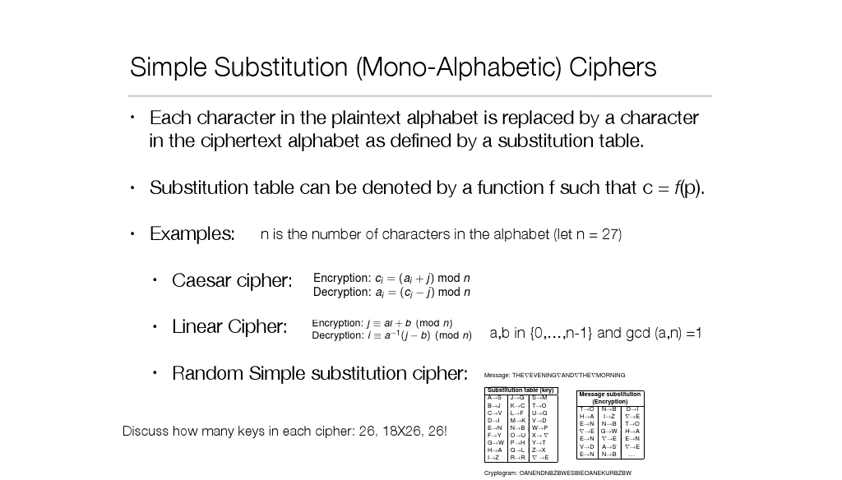 Simple Substitution (Mono-Alphabetic) Ciphers
• Each character in the plaintext alphabet is replaced by a character
in the ciphertext alphabet as defined by a substitution table.
• Substitution table can be denoted by a function f such that c = f(p).
• Examples: n is the number of characters in the alphabet (let n = 27)
• Caesar cipher:
Encryption: cᵢ = (aᵢ + j) mod n
Decryption: aᵢ = (cᵢ − j) mod n
• Linear Cipher:
Encryption: j ≡ ai + b (mod n)
Decryption: i ≡ a⁻¹(j − b) (mod n)
a,b in {0,...,n-1} and gcd (a,n) =1
• Random Simple substitution cipher:
Message: THE▽EVENING▽AND▽THE▽MORNING
Substitution table (key)
A→S J→G S→M
B→J K→C T→O
C→V L→F U→Q
D→I M→K V→D
E→N N→B W→P
F→Y O→U X→▽
G→W P→H Y→T
H→A Q→L Z→X
I→Z R→R ▽→E
Message substitution
(Encryption)
T→O N→B D→I
H→A I→Z ▽→E
E→N N→B T→O
▽→E G→W H→A
E→N ▽→E E→N
V→D A→S ▽→E
E→N N→B ...
Cryptogram: OANENDNBZBWESBIEOANEKURBZBW
Discuss how many keys in each cipher: 26, 18X26, 26!